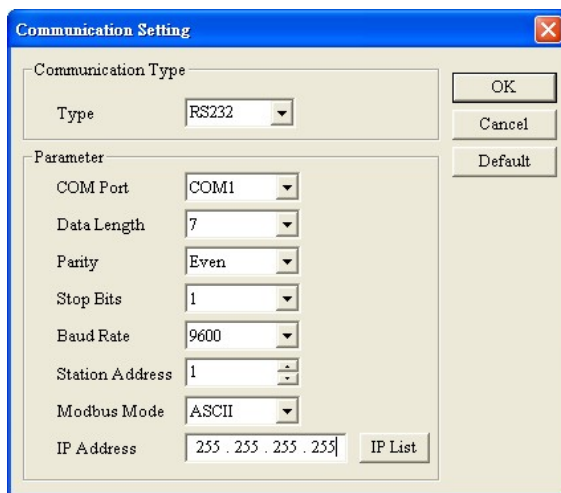 Communication Setting
Communication Type
Type RS232
OK
Cancel
Default
Parameter
COM Port COM1
Data Length 7
Parity Even
Stop Bits 1
Baud Rate 9600
Station Address 1
Modbus Mode ASCII
IP Address 255 . 255 . 255 . 255 IP List